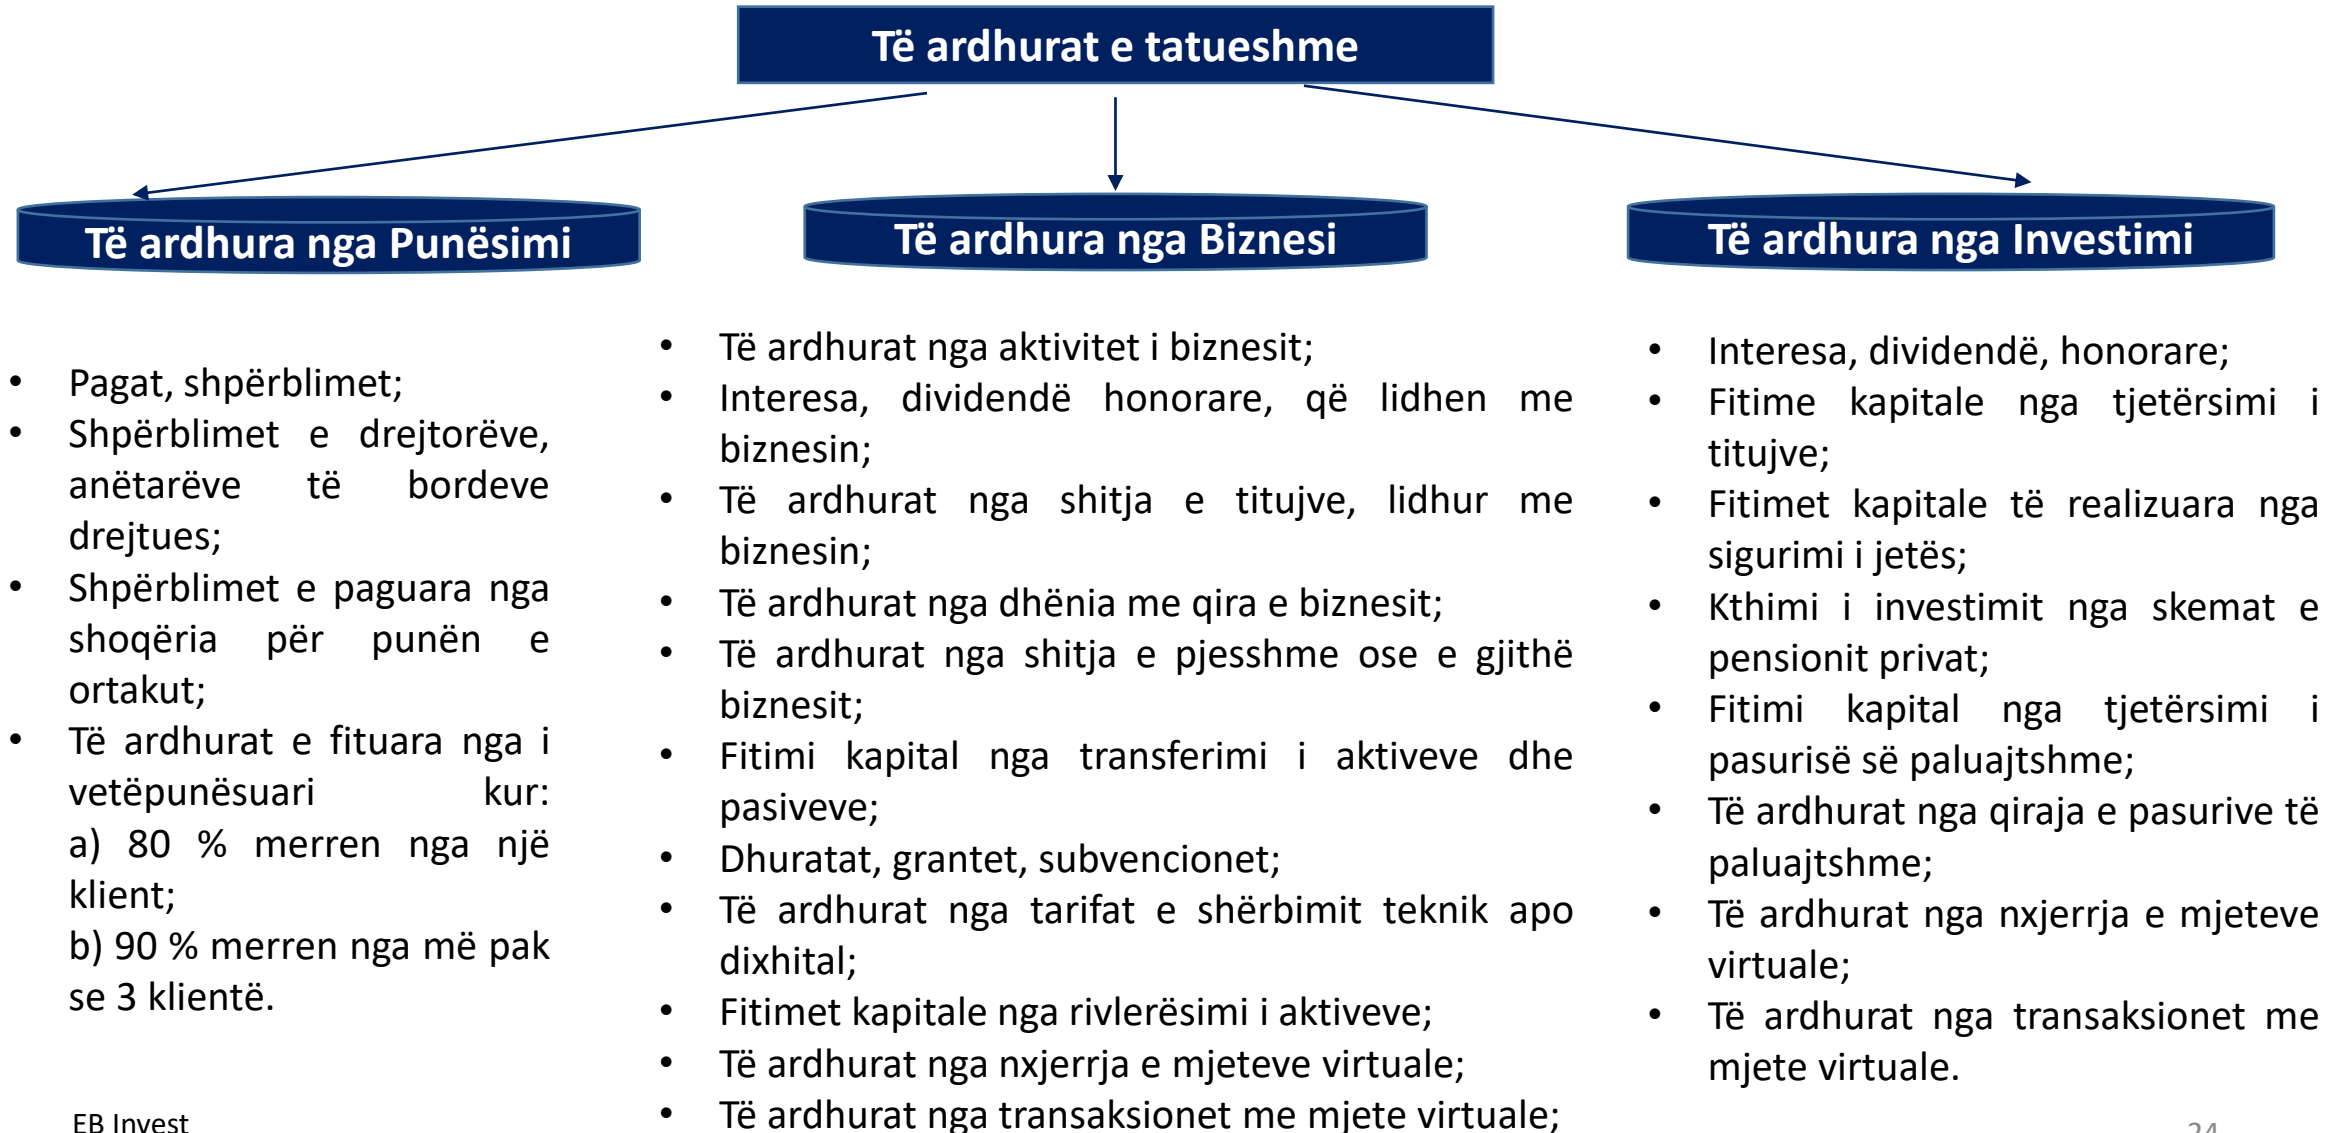 Të ardhurat e tatueshme
Të ardhura nga Punësimi
• Pagat, shpërblimet;
• Shpërblimet e drejtorëve,
anëtarëve të bordeve
drejtues;
• Shpërblimet e paguara nga
shoqëria për punën e
ortakut;
• Të ardhurat e fituara nga i
vetëpunësuari kur:
a) 80 % merren nga një
klient;
b) 90 % merren nga më pak
se 3 klientë.
Të ardhura nga Biznesi
• Të ardhurat nga aktivitet i biznesit;
• Interesa, dividendë honorare, që lidhen me
biznesin;
• Të ardhurat nga shitja e titujve, lidhur me
biznesin;
• Të ardhurat nga dhënia me qira e biznesit;
• Të ardhurat nga shitja e pjesshme ose e gjithë
biznesit;
• Fitimi kapital nga transferimi i aktiveve dhe
pasiveve;
• Dhuratat, grantet, subvencionet;
• Të ardhurat nga tarifat e shërbimit teknik apo
dixhital;
• Fitimet kapitale nga rivlerësimi i aktiveve;
• Të ardhurat nga nxjerrja e mjeteve virtuale;
• Të ardhurat nga transaksionet me mjete virtuale;
Të ardhura nga Investimi
• Interesa, dividendë, honorare;
• Fitime kapitale nga tjetërsimi i
titujve;
• Fitimet kapitale të realizuara nga
sigurimi i jetës;
• Kthimi i investimit nga skemat e
pensionit privat;
• Fitimi kapital nga tjetërsimi i
pasurisë së paluajtshme;
• Të ardhurat nga qiraja e pasurive të
paluajtshme;
• Të ardhurat nga nxjerrja e mjeteve
virtuale;
• Të ardhurat nga transaksionet me
mjete virtuale.
EB Invest
24